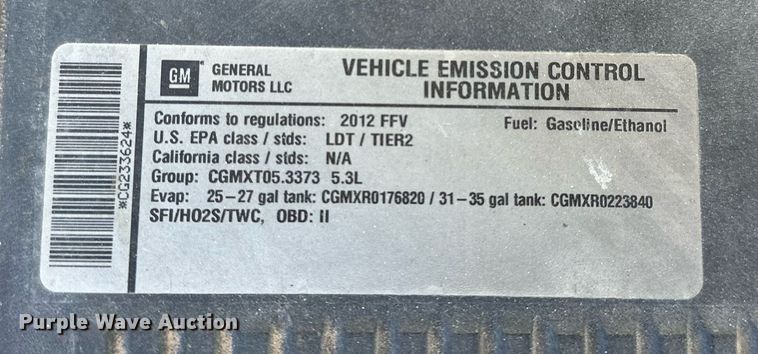 GM
GENERAL MOTORS LLC
VEHICLE EMISSION CONTROL
INFORMATION
Conforms to regulations: 2012 FFV Fuel: Gasoline/Ethanol
U.S. EPA class / stds: LDT / TIER2
California class / stds: N/A
Group: CGMXT05.3373 5.3L
Evap: 25-27 gal tank: CGMXR0176820 / 31-35 gal tank: CGMXR0223840
SFI/HO2S/TWC, OBD: II
*CG233624*
Purple Wave Auction